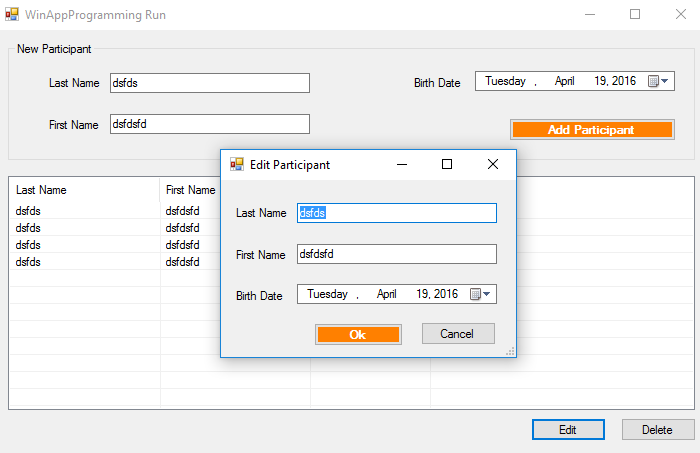 WinAppProgramming Run
New Participant
Last Name dsfds Birth Date Tuesday , April 19, 2016
First Name dsfdsfd Add Participant
Edit Participant
Last Name dsfds
First Name dsfdsfd
Birth Date Tuesday , April 19, 2016
Ok Cancel
Last Name First Name
dsfds dsfdsfd
dsfds dsfdsfd
dsfds dsfdsfd
dsfds dsfdsfd
Edit Delete